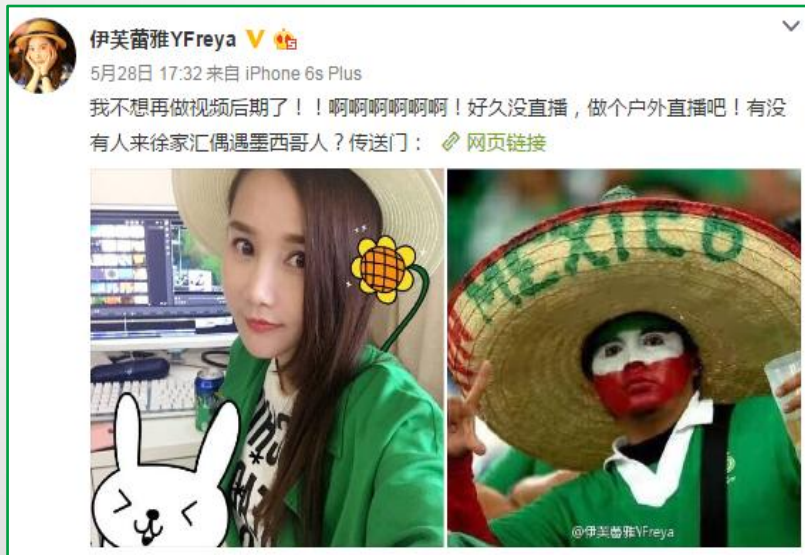 伊芙蕾雅YFreya
5月28日 17:32 来自 iPhone 6s Plus
我不想再做视频后期了！！啊啊啊啊啊啊！好久没直播，做个户外直播吧！有没
有人来徐家汇偶遇墨西哥人？传送门： 网页链接
MEXICO
@伊芙蕾雅YFreya